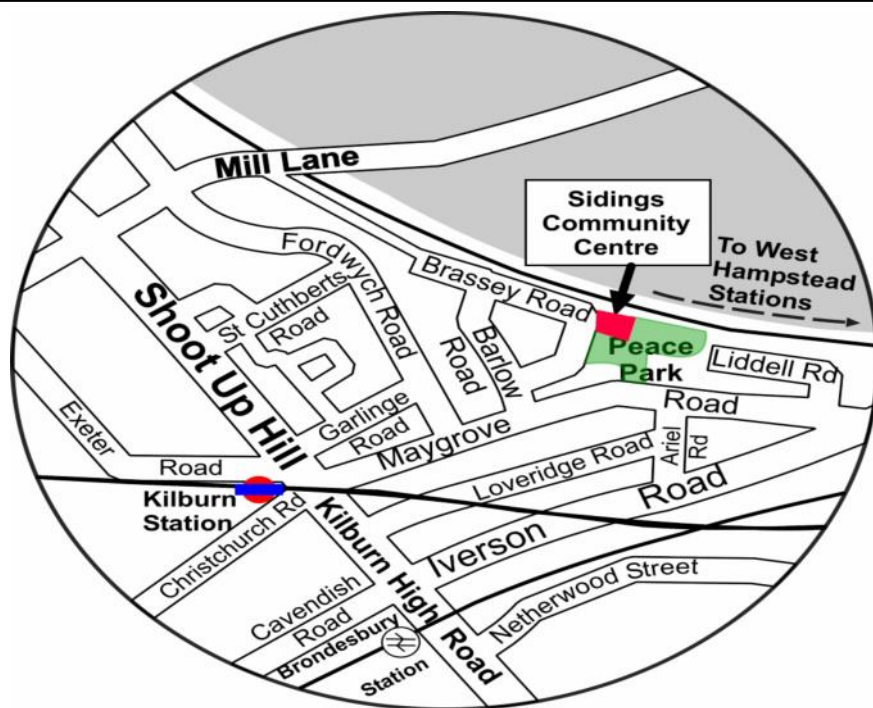 Mill Lane
Sidings
Community
Centre
To West
Hampstead
Stations
Fordwych Road
Brassey Road
St Cuthberts
Road
Shoot Up Hill
Barlow
Road
Peace
Park
Liddell Rd
Garlinge
Road
Maygrove
Road
Exeter
Road
Loveridge Road
Ariel
Rd
Kilburn
Station
Christchurch Rd
Kilburn High Road
Iverson Road
Netherwood Street
Cavendish
Road
Brondesbury
Station